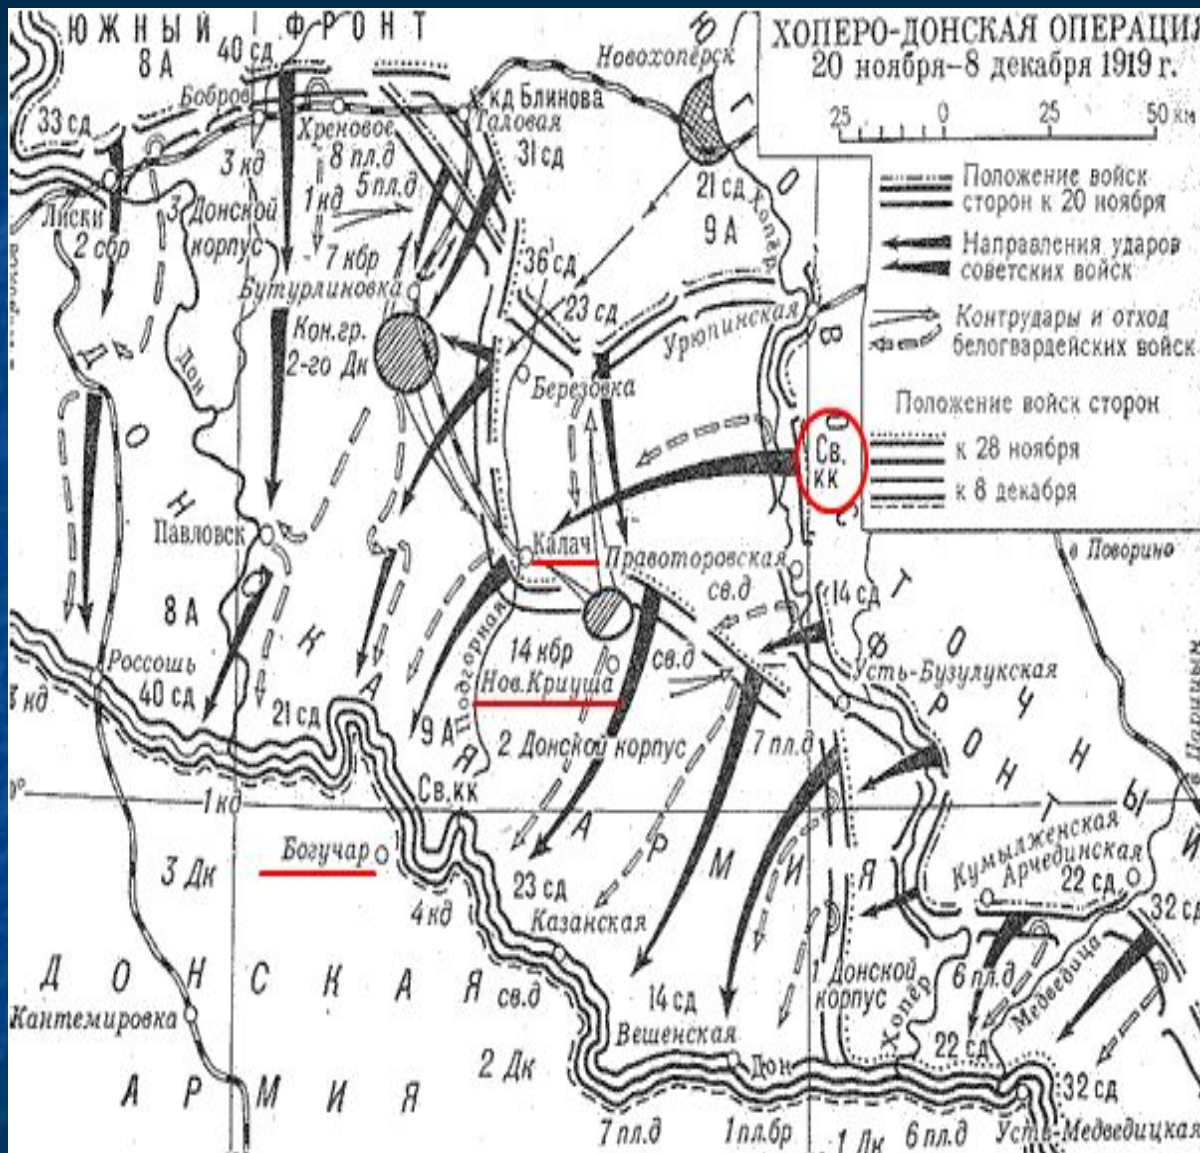 ХОПЕРО-ДОНСКАЯ ОПЕРАЦИЯ
20 ноября–8 декабря 1919 г.
25 0 25 50 км
Положение войск
сторон к 20 ноября
Направления ударов
советских войск
Контрудары и отход
белогвардейских войск
Положение войск сторон
к 28 ноября
к 8 декабря
ЮЖНЫЙ ФРОНТ
8 А
40 сд
Новохопёрск
Бобров
кд Блинова
Хреновое
Таловая
33 сд
3 кд
8 пл.д
31 сд
5 пл.д
1 кд
21 сд
Хопёр
9 А
Лиски
2 сбр
3 Донской
корпус
7 кбр
36 сд
Бутурлиновка
23 сд
Урюпинская
Кон.гр.
2-го Дк
Дон
Березовка
Св.
кк
Павловск
Калач
Правоторовская
в Поворино
св.д
8 А
14 сд
Подгорная
14 кбр
св.д
Россошь
Нов.Криуша
Усть-Бузулукская
3 кд
40 сд
21 сд
9 А
2 Донской корпус
7 пл.д
Св.кк
1 кд
Богучар
3 Дк
4 кд
23 сд
Казанская
Кумылженская
Арчединская
22 сд
32 сд
ДОНСКАЯ
св.д
14 сд
1 Донской
корпус
6 пл.д
Хопёр
Медведица
Кантемировка
Вешенская
22 сд
Дон
2 Дк
32 сд
АРМИЯ
7 пл.д
1 пл.бр
1 Дк
6 пл.д
Усть-Медведицкая